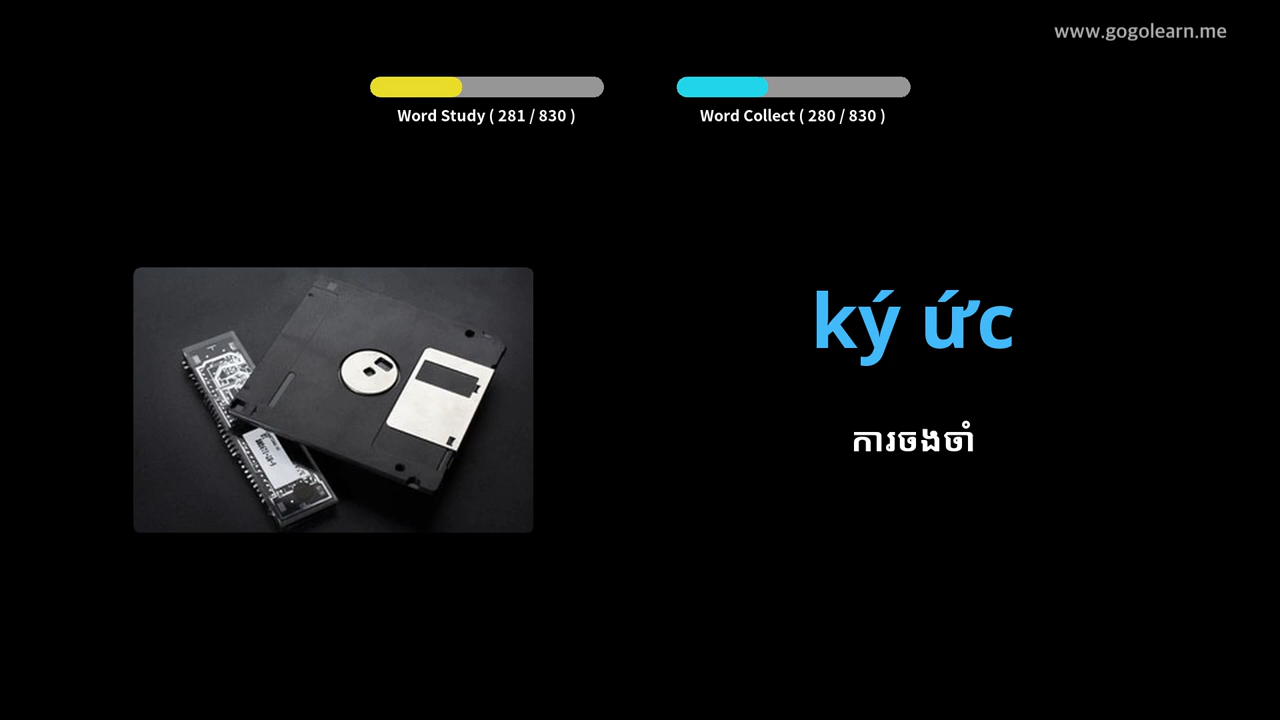 www.gogolearn.me
Word Study ( 281 / 830 )
Word Collect ( 280 / 830 )
ký ức
ការចងចាំ